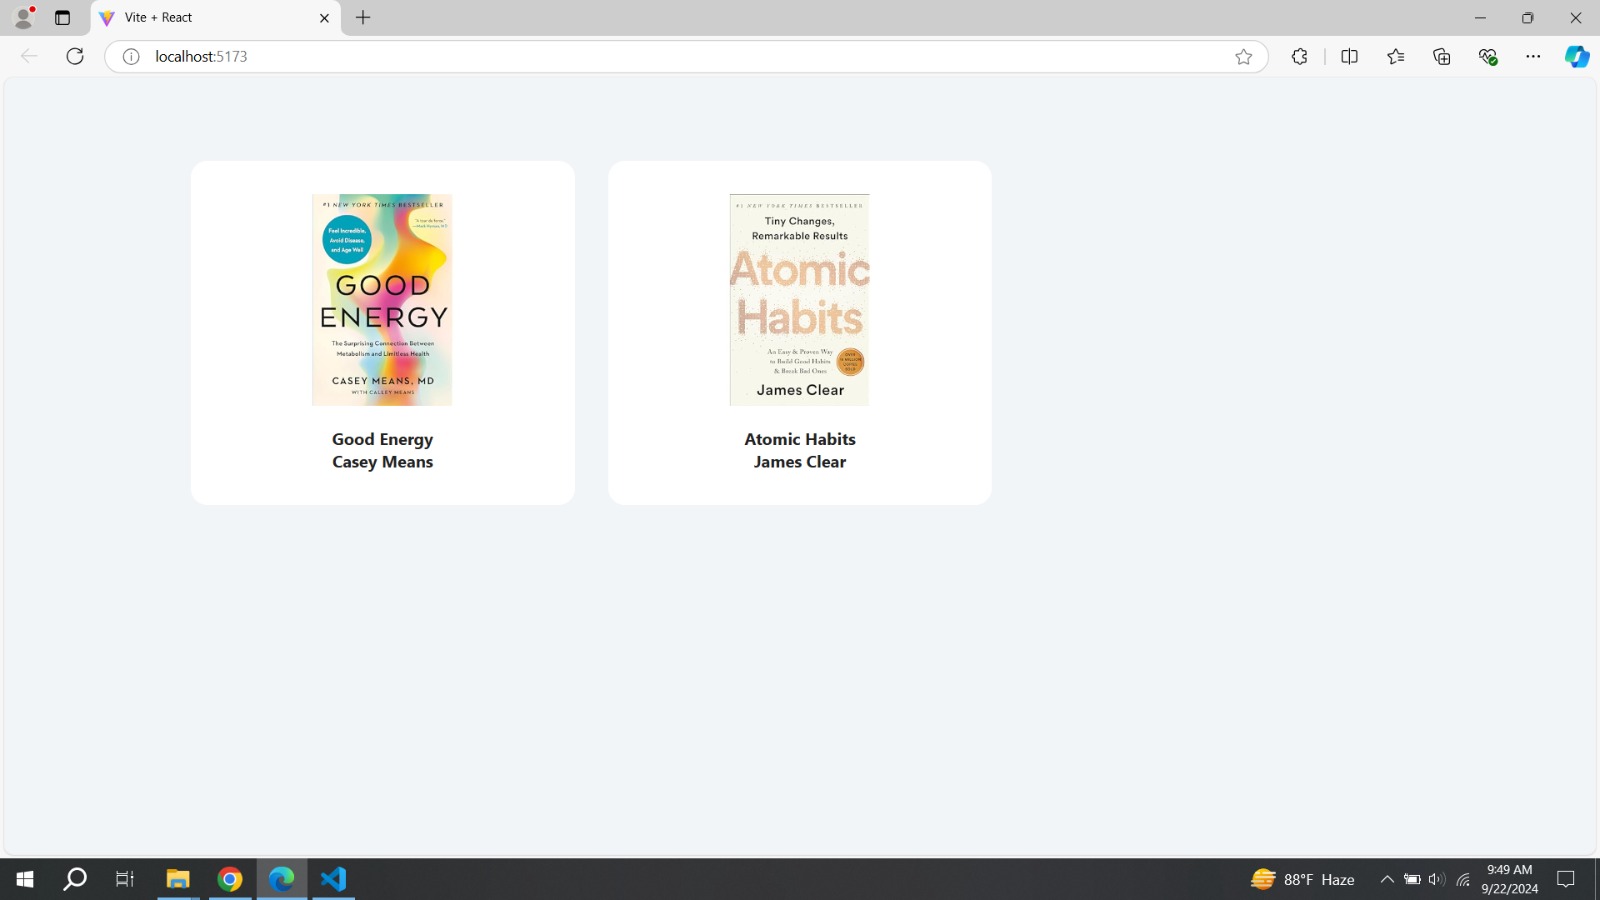 Vite + React
localhost:5173
#1 NEW YORK TIMES BESTSELLER
Feel Incredible,
Avoid Disease,
and Age Well
GOOD
ENERGY
The Surprising Connection Between
Metabolism and Limitless Health
CASEY MEANS, MD
WITH CALLEY MEANS
Good Energy
Casey Means
#1 NEW YORK TIMES BESTSELLER
Tiny Changes,
Remarkable Results
Atomic
Habits
An Easy & Proven Way
to Build Good Habits
& Break Bad Ones
James Clear
Atomic Habits
James Clear
88°F Haze
9:49 AM
9/22/2024